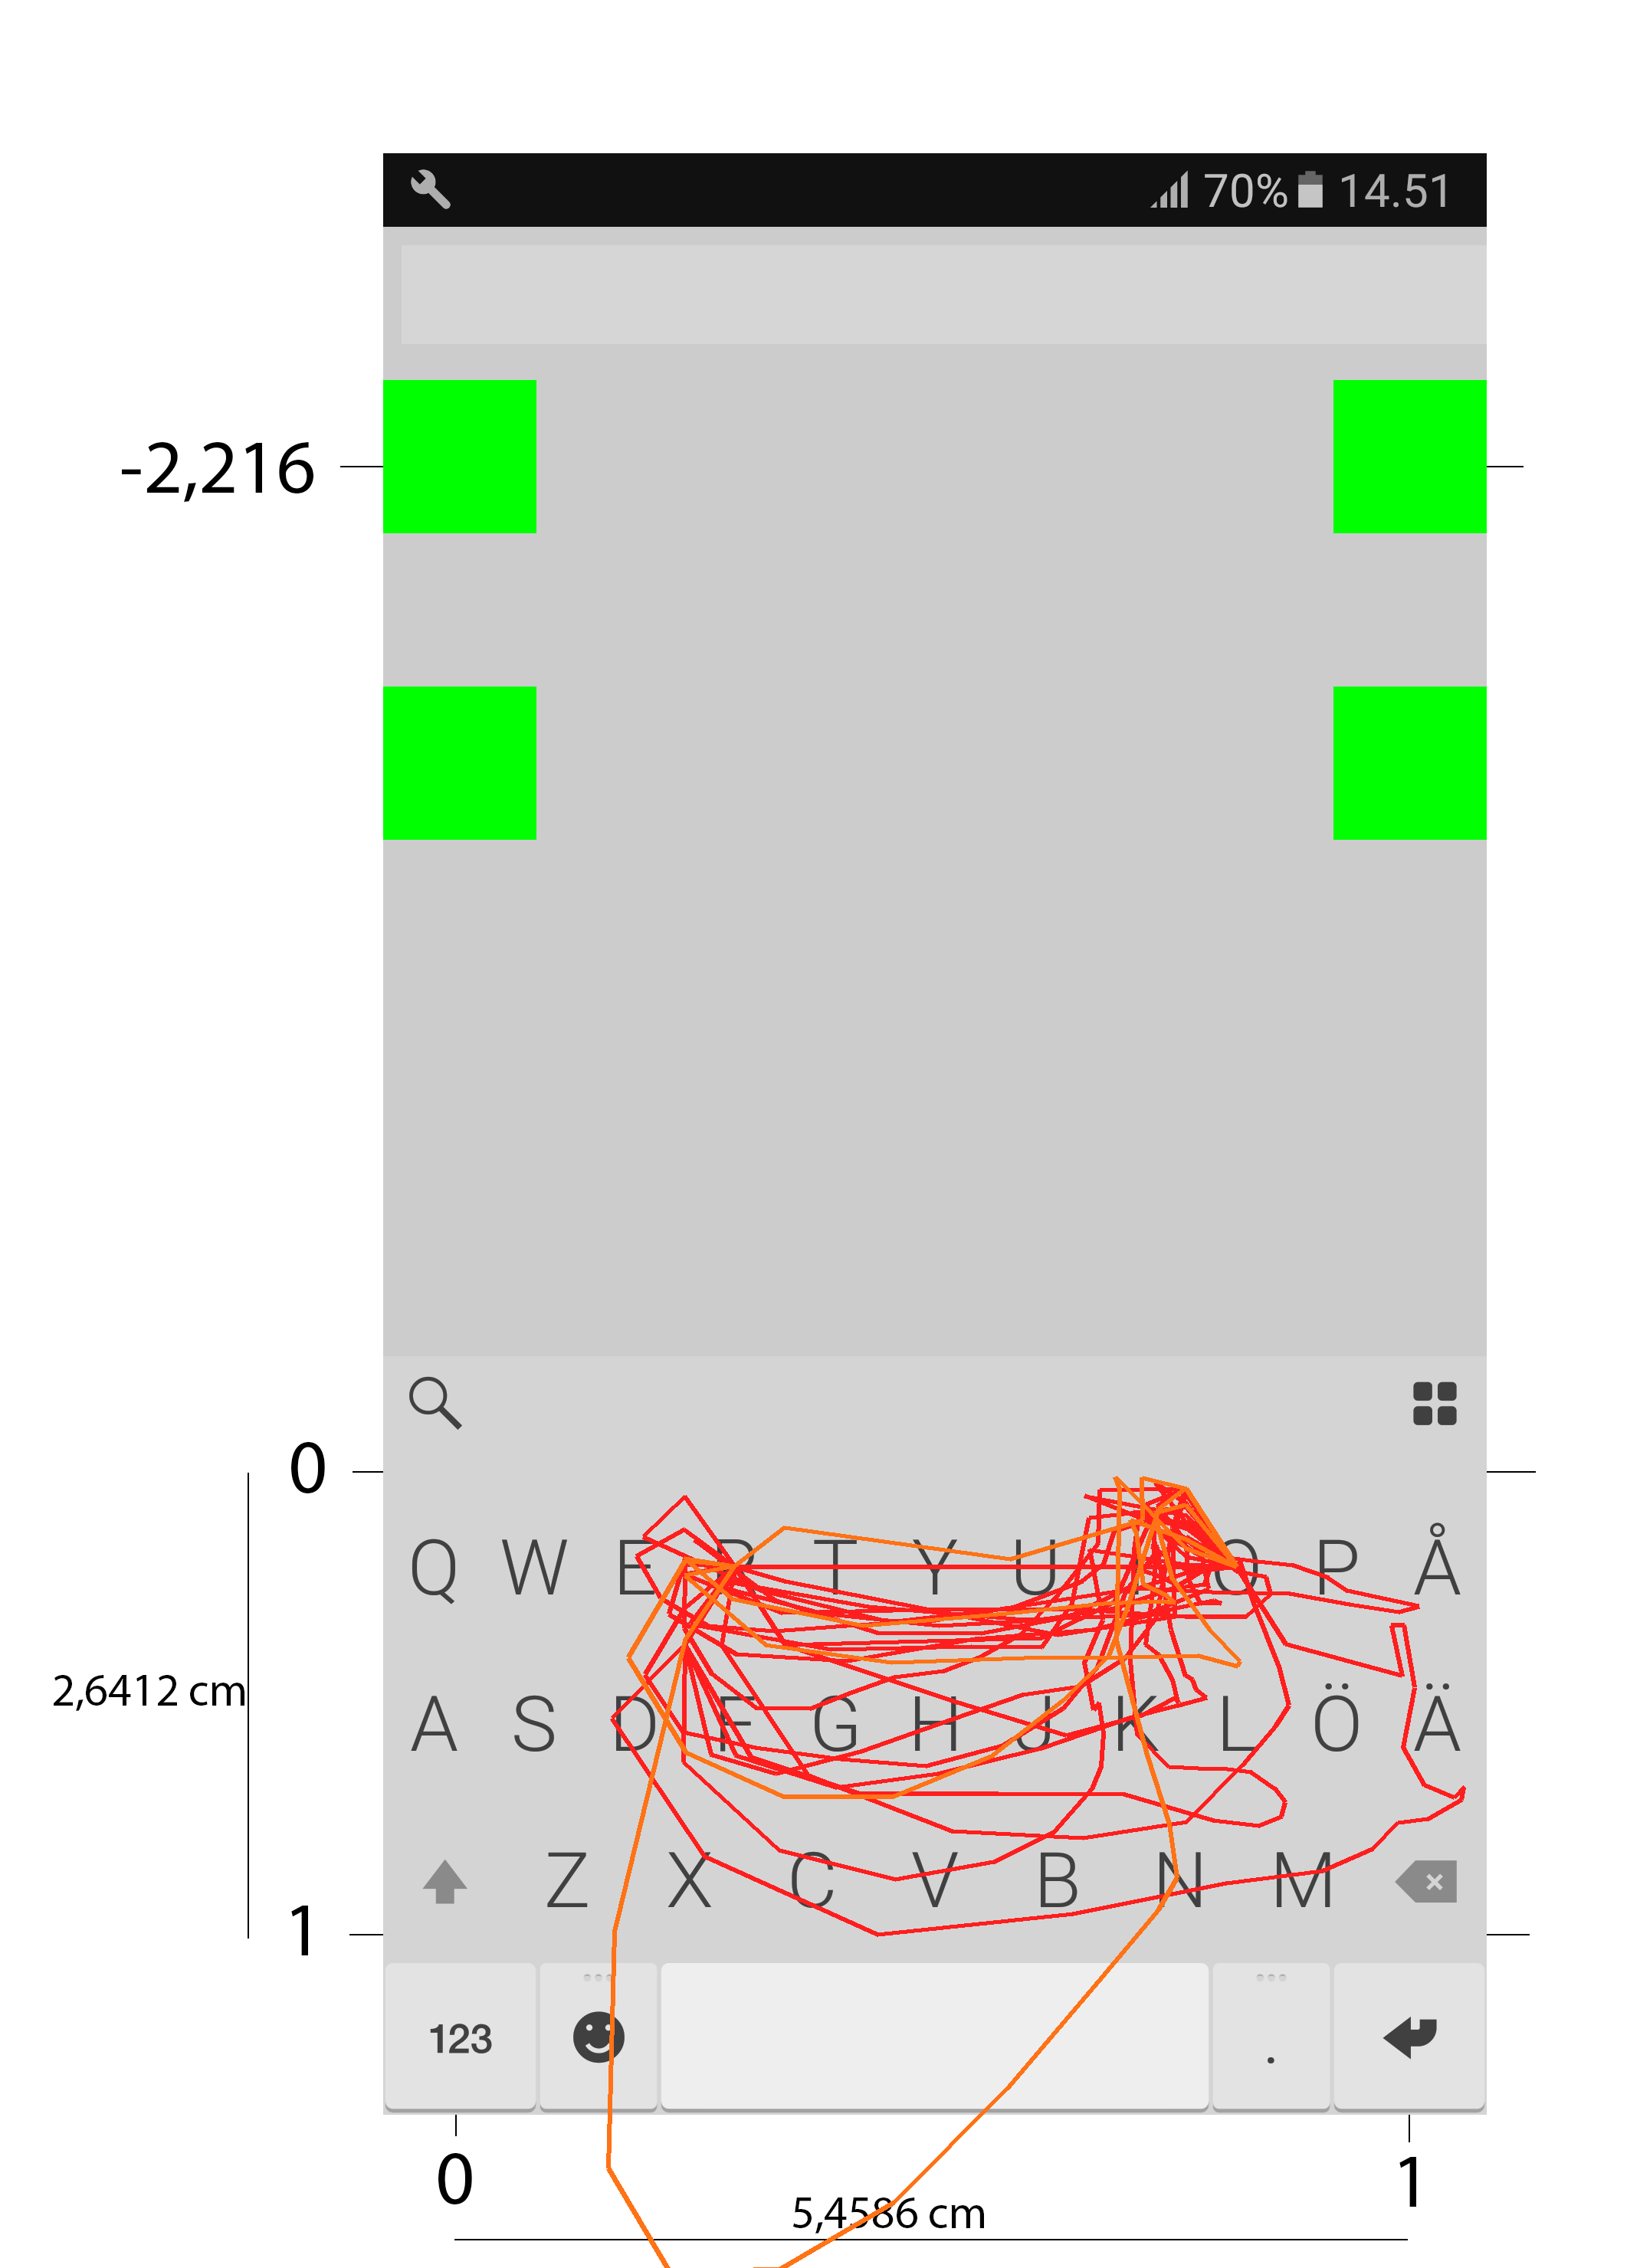 70% 14.51
-2,216
0
Q W E R T Y U I O P Å
2,6412 cm
A S D F G H J K L Ö Ä
Z X C V B N M
1
123 .
0 1
5,4586 cm